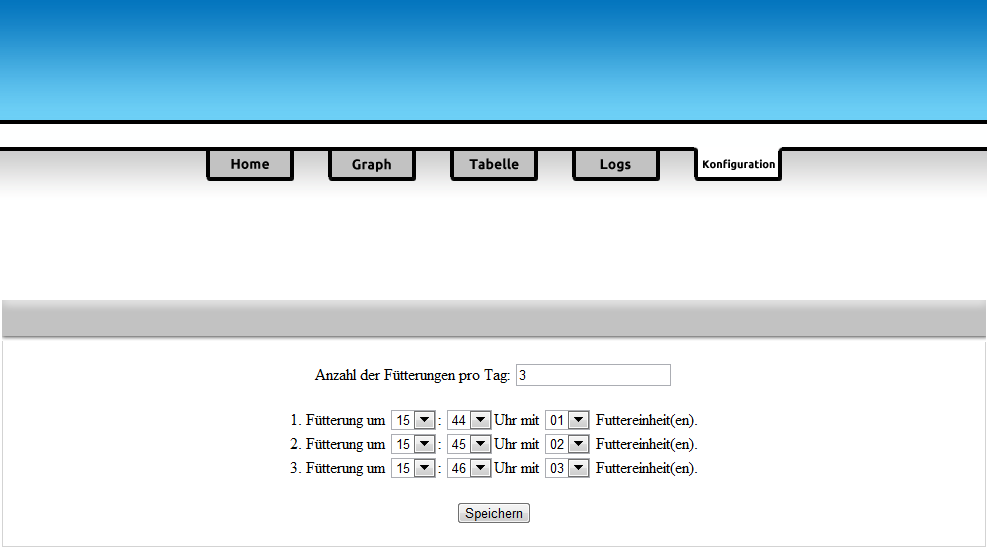 Home Graph Tabelle Logs Konfiguration
Anzahl der Fütterungen pro Tag: 3
1. Fütterung um 15 : 44 Uhr mit 01 Futtereinheit(en).
2. Fütterung um 15 : 45 Uhr mit 02 Futtereinheit(en).
3. Fütterung um 15 : 46 Uhr mit 03 Futtereinheit(en).
Speichern